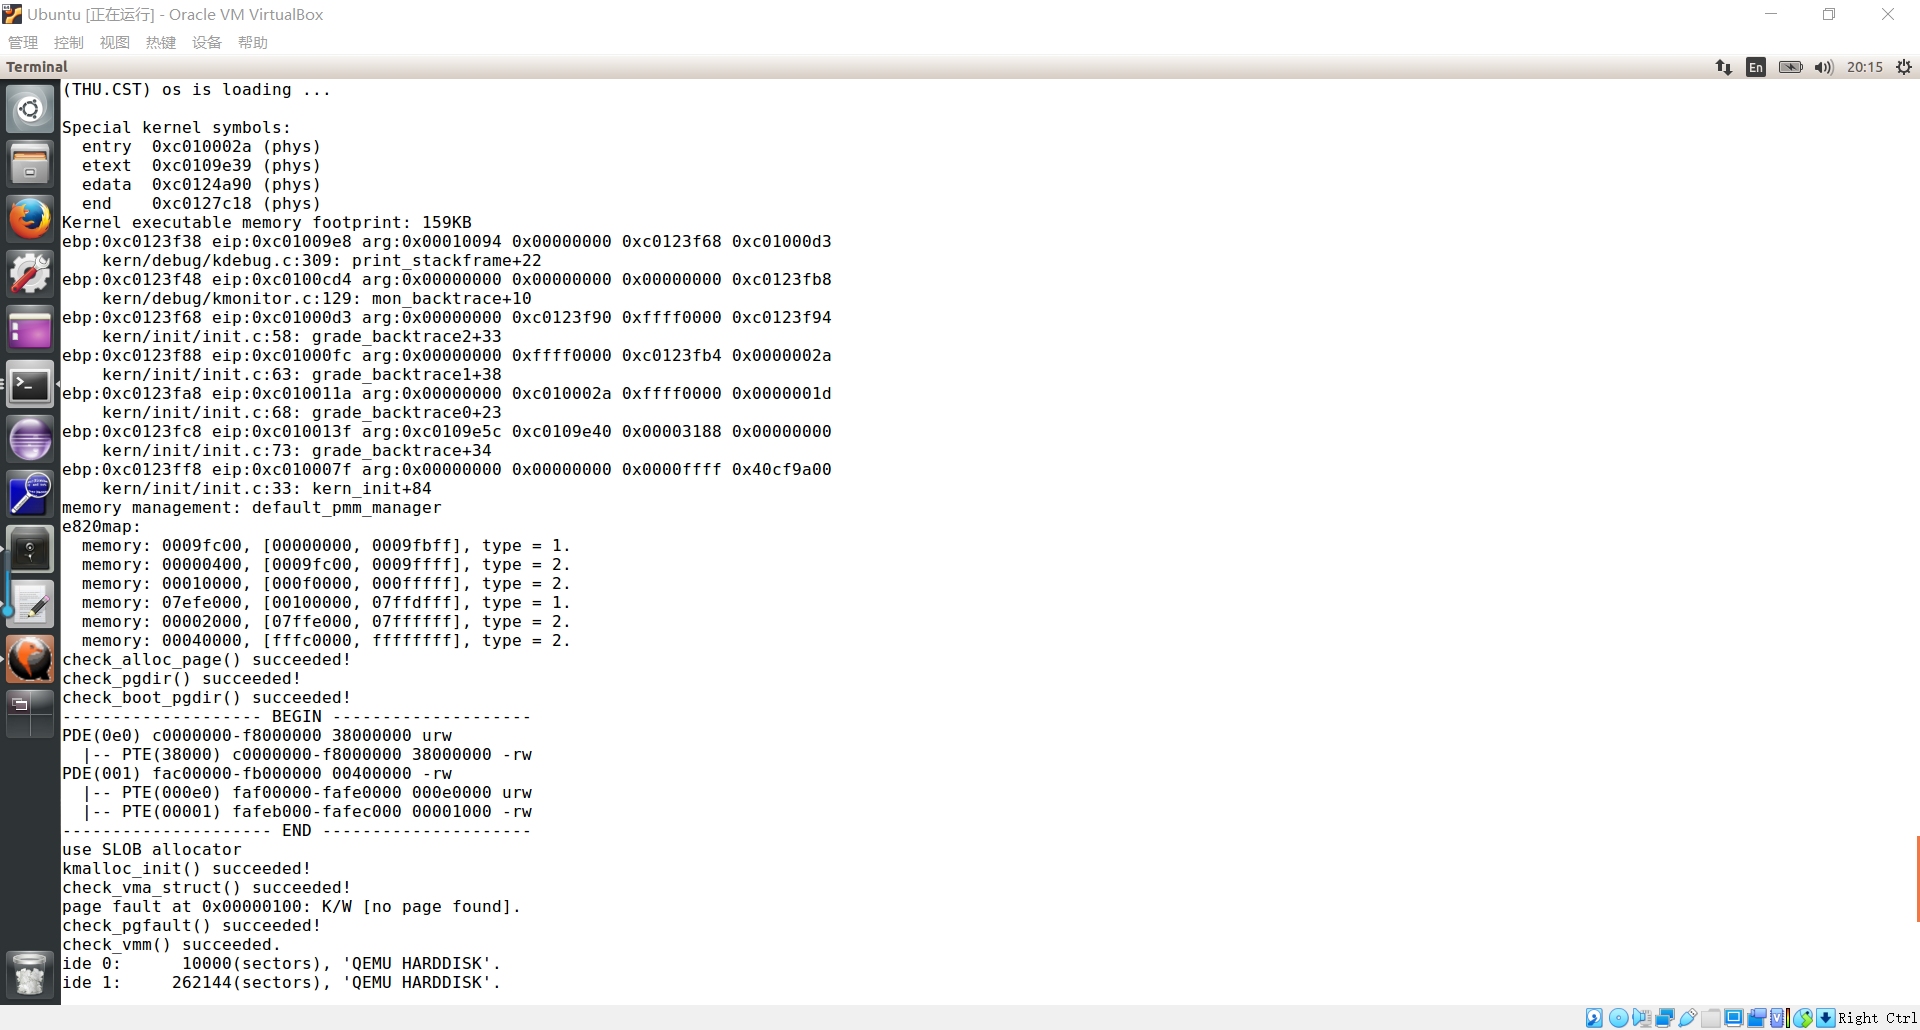 Ubuntu [正在运行] - Oracle VM VirtualBox
管理 控制 视图 热键 设备 帮助
Terminal En 20:15
(THU.CST) os is loading ...
Special kernel symbols:
  entry  0xc010002a (phys)
  etext  0xc0109e39 (phys)
  edata  0xc0124a90 (phys)
  end    0xc0127c18 (phys)
Kernel executable memory footprint: 159KB
ebp:0xc0123f38 eip:0xc01009e8 arg:0x00010094 0x00000000 0xc0123f68 0xc01000d3
    kern/debug/kdebug.c:309: print_stackframe+22
ebp:0xc0123f48 eip:0xc0100cd4 arg:0x00000000 0x00000000 0x00000000 0xc0123fb8
    kern/debug/kmonitor.c:129: mon_backtrace+10
ebp:0xc0123f68 eip:0xc01000d3 arg:0x00000000 0xc0123f90 0xffff0000 0xc0123f94
    kern/init/init.c:58: grade_backtrace2+33
ebp:0xc0123f88 eip:0xc01000fc arg:0x00000000 0xffff0000 0xc0123fb4 0x0000002a
    kern/init/init.c:63: grade_backtrace1+38
ebp:0xc0123fa8 eip:0xc010011a arg:0x00000000 0xc010002a 0xffff0000 0x0000001d
    kern/init/init.c:68: grade_backtrace0+23
ebp:0xc0123fc8 eip:0xc010013f arg:0xc0109e5c 0xc0109e40 0x00003188 0x00000000
    kern/init/init.c:73: grade_backtrace+34
ebp:0xc0123ff8 eip:0xc010007f arg:0x00000000 0x00000000 0x0000ffff 0x40cf9a00
    kern/init/init.c:33: kern_init+84
memory management: default_pmm_manager
e820map:
  memory: 0009fc00, [00000000, 0009fbff], type = 1.
  memory: 00000400, [0009fc00, 0009ffff], type = 2.
  memory: 00010000, [000f0000, 000fffff], type = 2.
  memory: 07efe000, [00100000, 07ffdfff], type = 1.
  memory: 00002000, [07ffe000, 07ffffff], type = 2.
  memory: 00040000, [fffc0000, ffffffff], type = 2.
check_alloc_page() succeeded!
check_pgdir() succeeded!
check_boot_pgdir() succeeded!
-------------------- BEGIN --------------------
PDE(0e0) c0000000-f8000000 38000000 urw
  |-- PTE(38000) c0000000-f8000000 38000000 -rw
PDE(001) fac00000-fb000000 00400000 -rw
  |-- PTE(000e0) faf00000-fafe0000 000e0000 urw
  |-- PTE(00001) fafeb000-fafec000 00001000 -rw
--------------------- END ---------------------
use SLOB allocator
kmalloc_init() succeeded!
check_vma_struct() succeeded!
page fault at 0x00000100: K/W [no page found].
check_pgfault() succeeded!
check_vmm() succeeded.
ide 0:      10000(sectors), 'QEMU HARDDISK'.
ide 1:     262144(sectors), 'QEMU HARDDISK'.
Right Ctrl